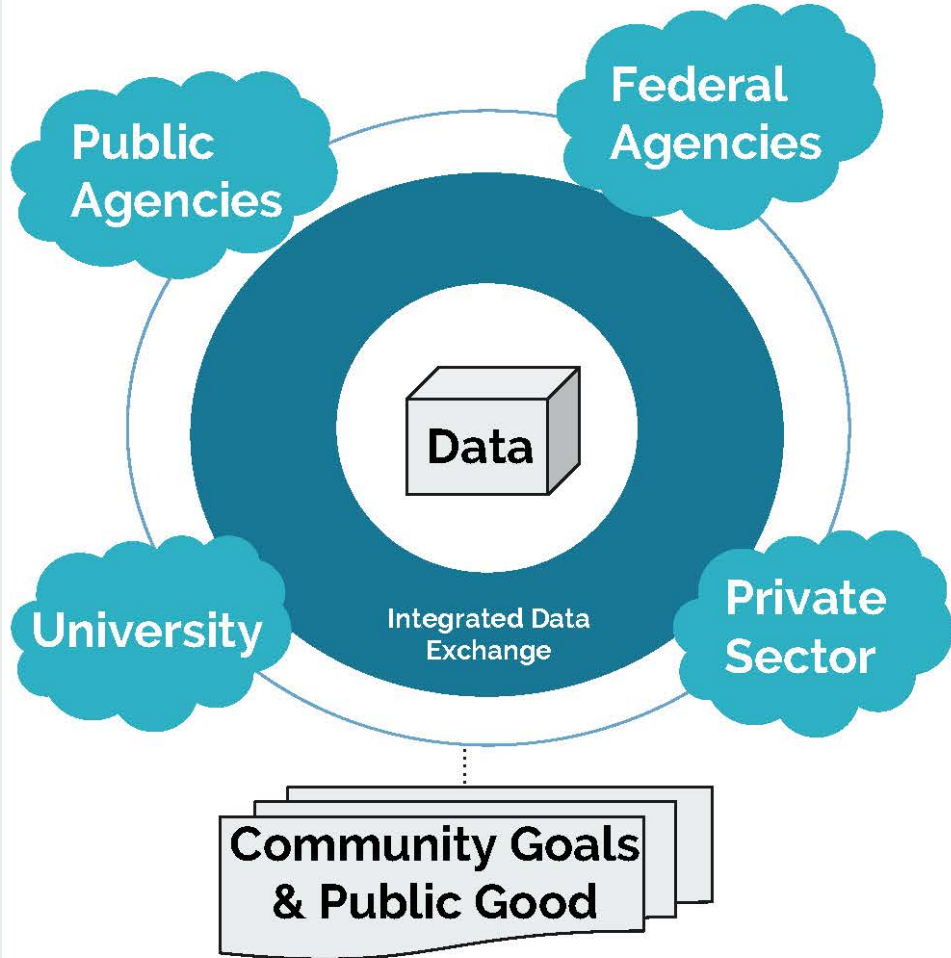 Public
Agencies
Federal
Agencies
Data
University
Integrated Data
Exchange
Private
Sector
Community Goals
& Public Good